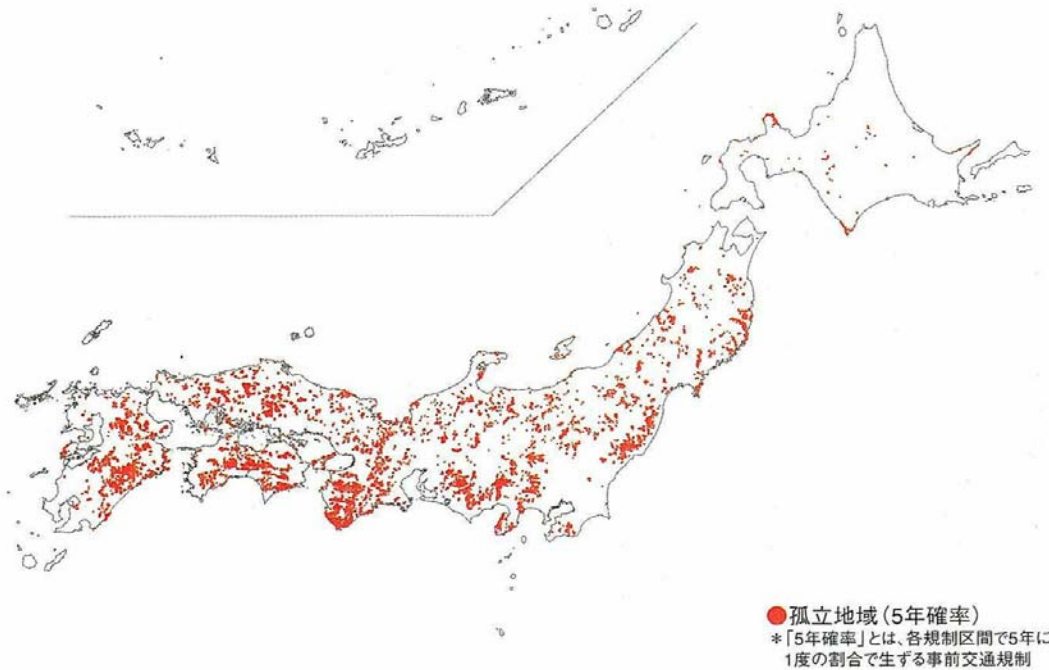 ●孤立地域(5年確率)
*「5年確率」とは、各規制区間で5年に
1度の割合で生ずる事前交通規制